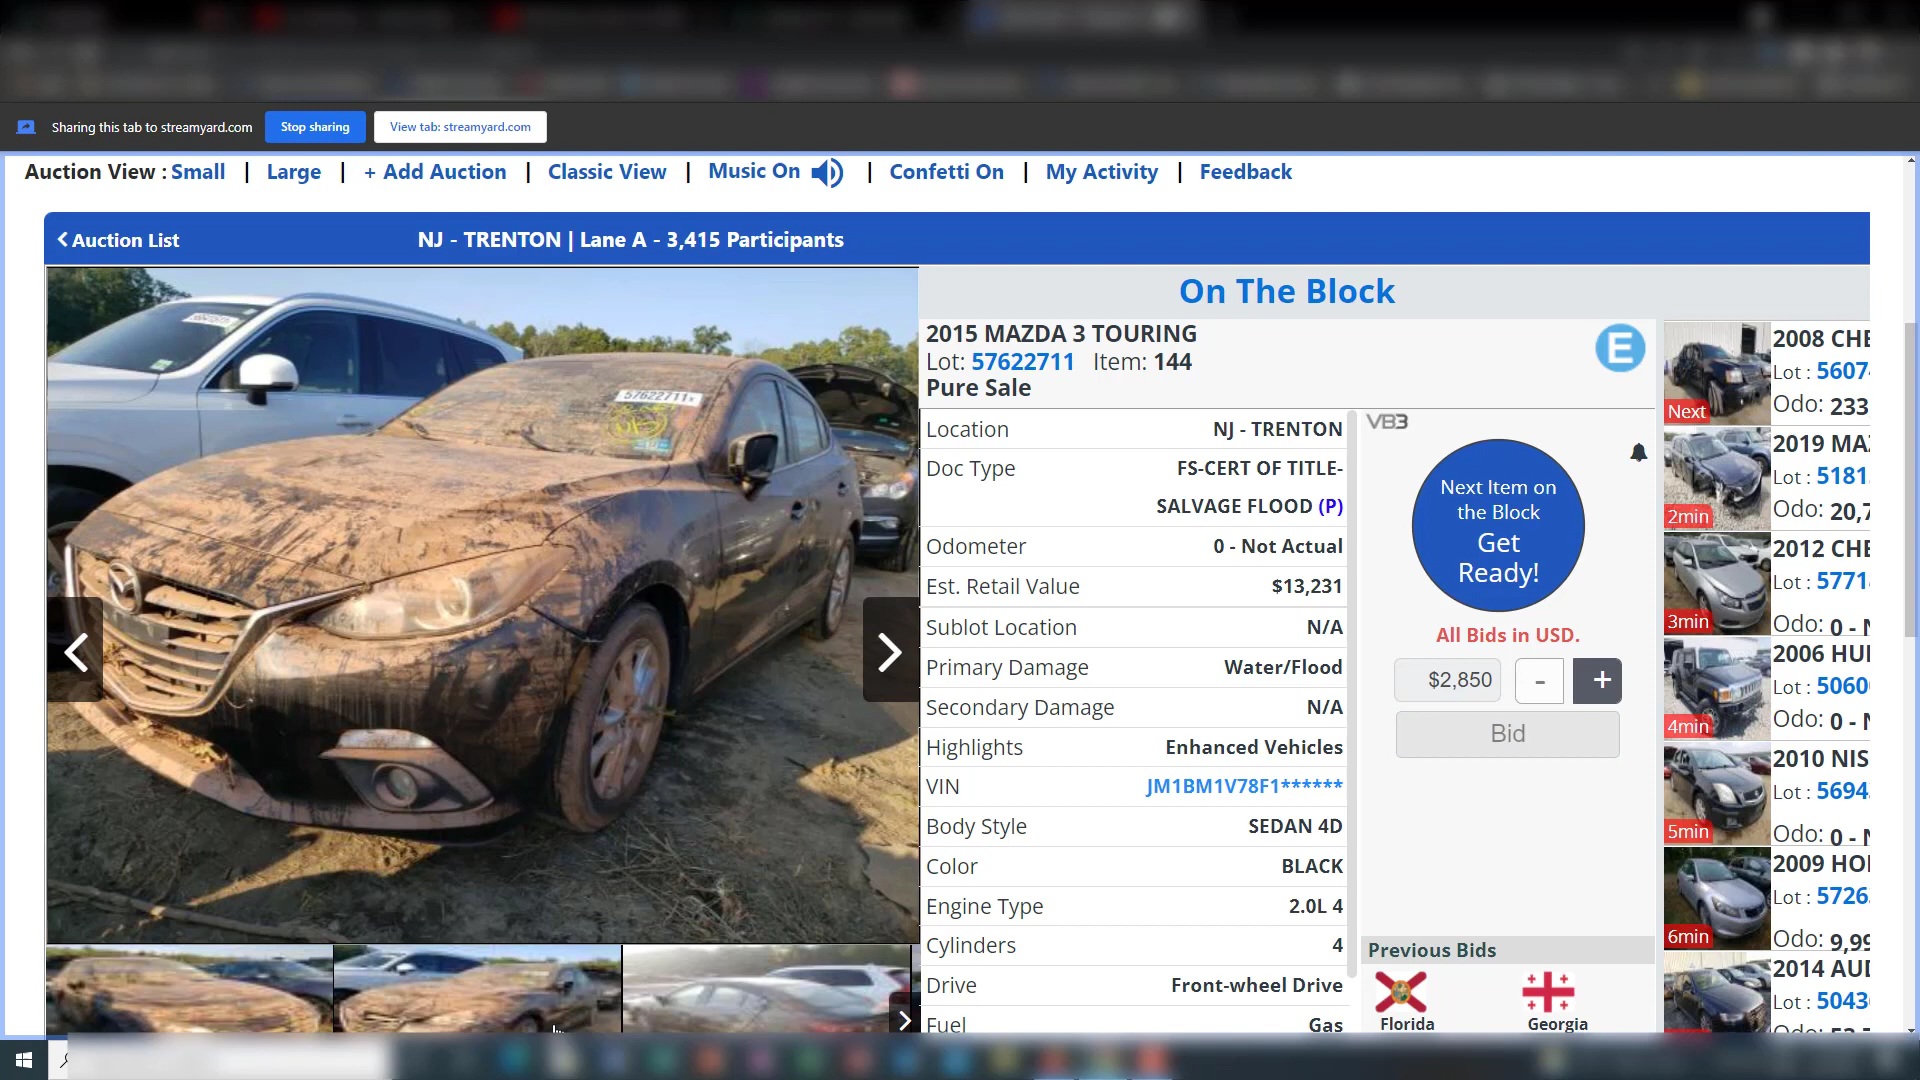 Sharing this tab to streamyard.com Stop sharing View tab: streamyard.com
Auction View : Small | Large | + Add Auction | Classic View | Music On | Confetti On | My Activity | Feedback
Auction List NJ - TRENTON | Lane A - 3,415 Participants
On The Block
2015 MAZDA 3 TOURING
Lot: 57622711 Item: 144
Pure Sale
E
57622711
Location NJ - TRENTON
Doc Type FS-CERT OF TITLE-
SALVAGE FLOOD (P)
Odometer 0 - Not Actual
Est. Retail Value $13,231
Sublot Location N/A
Primary Damage Water/Flood
Secondary Damage N/A
Highlights Enhanced Vehicles
VIN JM1BM1V78F1******
Body Style SEDAN 4D
Color BLACK
Engine Type 2.0L 4
Cylinders 4
Drive Front-wheel Drive
Fuel Gas
VB3
Next Item on
the Block
Get
Ready!
All Bids in USD.
$2,850 - +
Bid
Previous Bids
Florida Georgia
Next
2008 CHE
Lot : 5607
Odo: 233
2min
2019 MA
Lot : 5181
Odo: 20,7
3min
2012 CHE
Lot : 5771
Odo: 0 - N
4min
2006 HU
Lot : 5060
Odo: 0 - N
5min
2010 NIS
Lot : 5694
Odo: 0 - N
6min
2009 HO
Lot : 5726
Odo: 9,99
2014 AUD
Lot : 5043